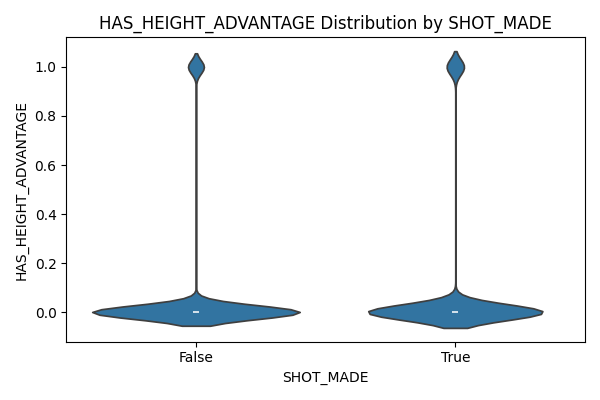 HAS_HEIGHT_ADVANTAGE Distribution by SHOT_MADE
HAS_HEIGHT_ADVANTAGE
1.0
0.8
0.6
0.4
0.2
0.0
False
True
SHOT_MADE